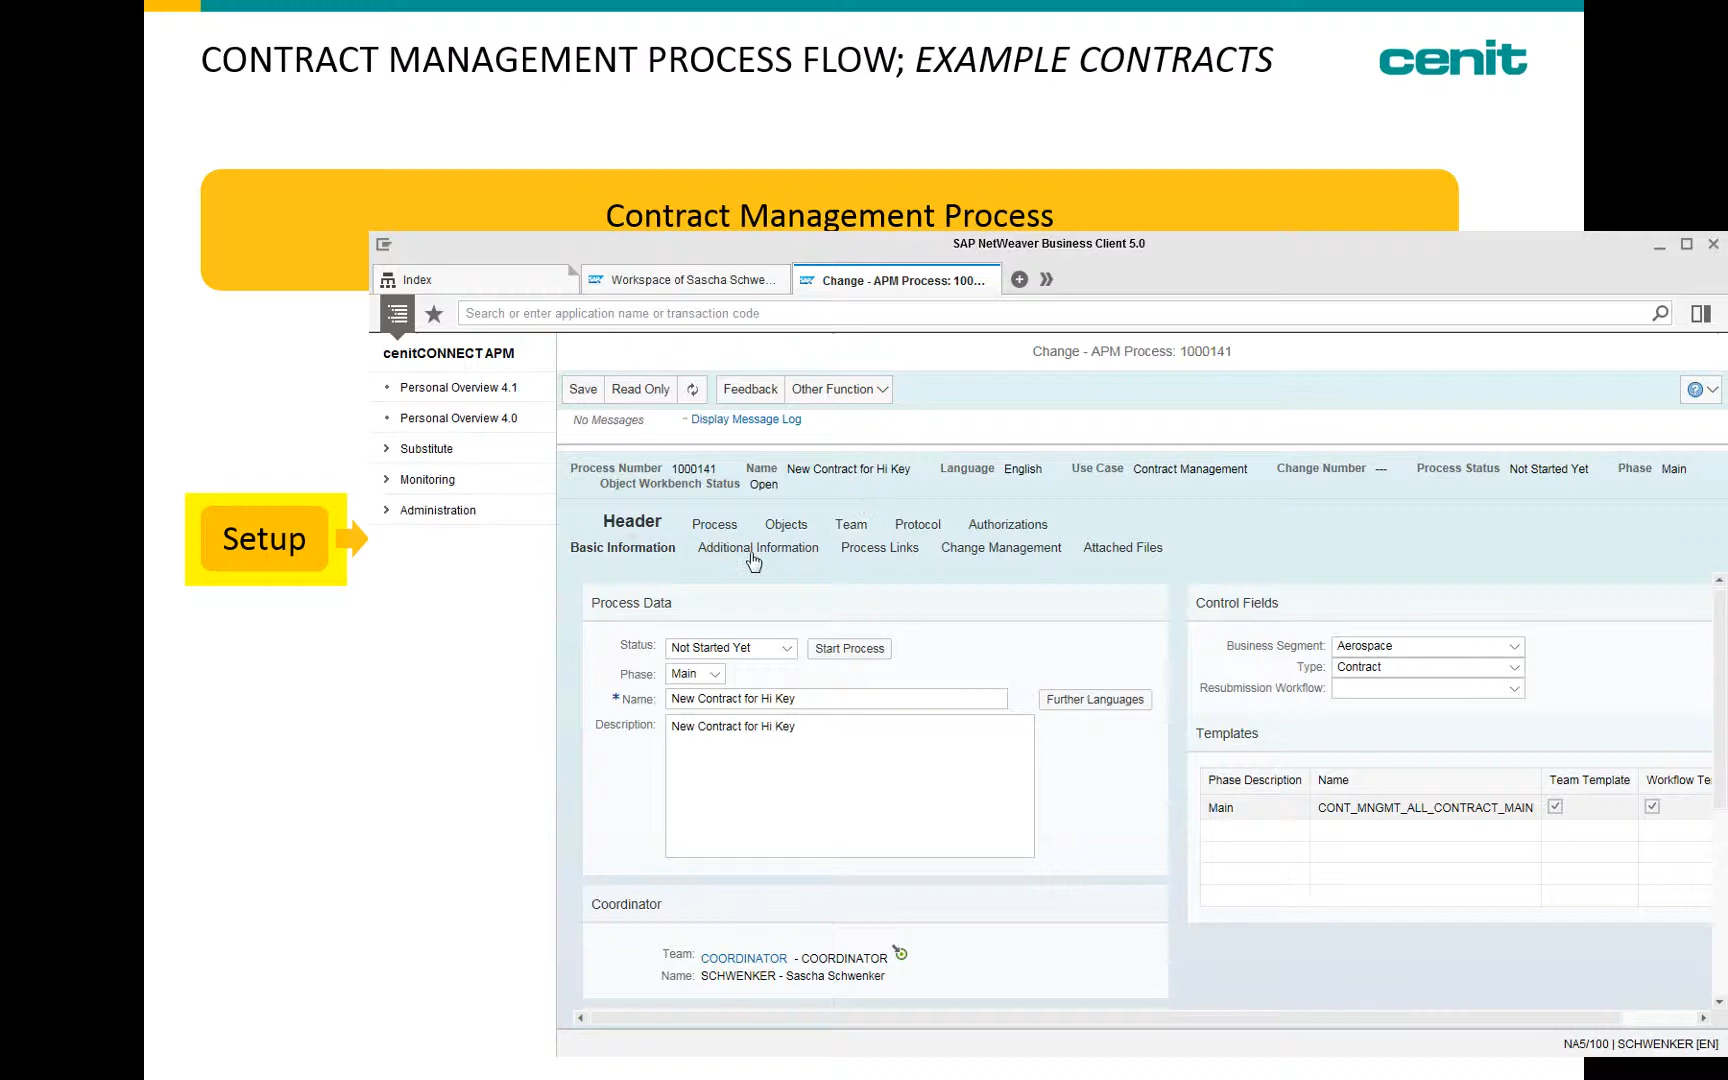 CONTRACT MANAGEMENT PROCESS FLOW; EXAMPLE CONTRACTS
cenit
Contract Management Process
SAP NetWeaver Business Client 5.0
Index
Workspace of Sascha Schwe...
Change - APM Process: 100...
Search or enter application name or transaction code
cenitCONNECT APM
Change - APM Process: 1000141
Personal Overview 4.1
Personal Overview 4.0
Substitute
Monitoring
Administration
Setup
Save Read Only Feedback Other Function
No Messages - Display Message Log
Process Number 1000141 Name New Contract for Hi Key Language English Use Case Contract Management Change Number --- Process Status Not Started Yet Phase Main
Object Workbench Status Open
Header Process Objects Team Protocol Authorizations
Basic Information Additional Information Process Links Change Management Attached Files
Process Data
Status: Not Started Yet Start Process
Phase: Main
* Name: New Contract for Hi Key Further Languages
Description: New Contract for Hi Key
Coordinator
Team: COORDINATOR - COORDINATOR
Name: SCHWENKER - Sascha Schwenker
Control Fields
Business Segment: Aerospace
Type: Contract
Resubmission Workflow:
Templates
Phase Description Name Team Template Workflow Te
Main CONT_MNGMT_ALL_CONTRACT_MAIN
NA5/100 | SCHWENKER [EN]